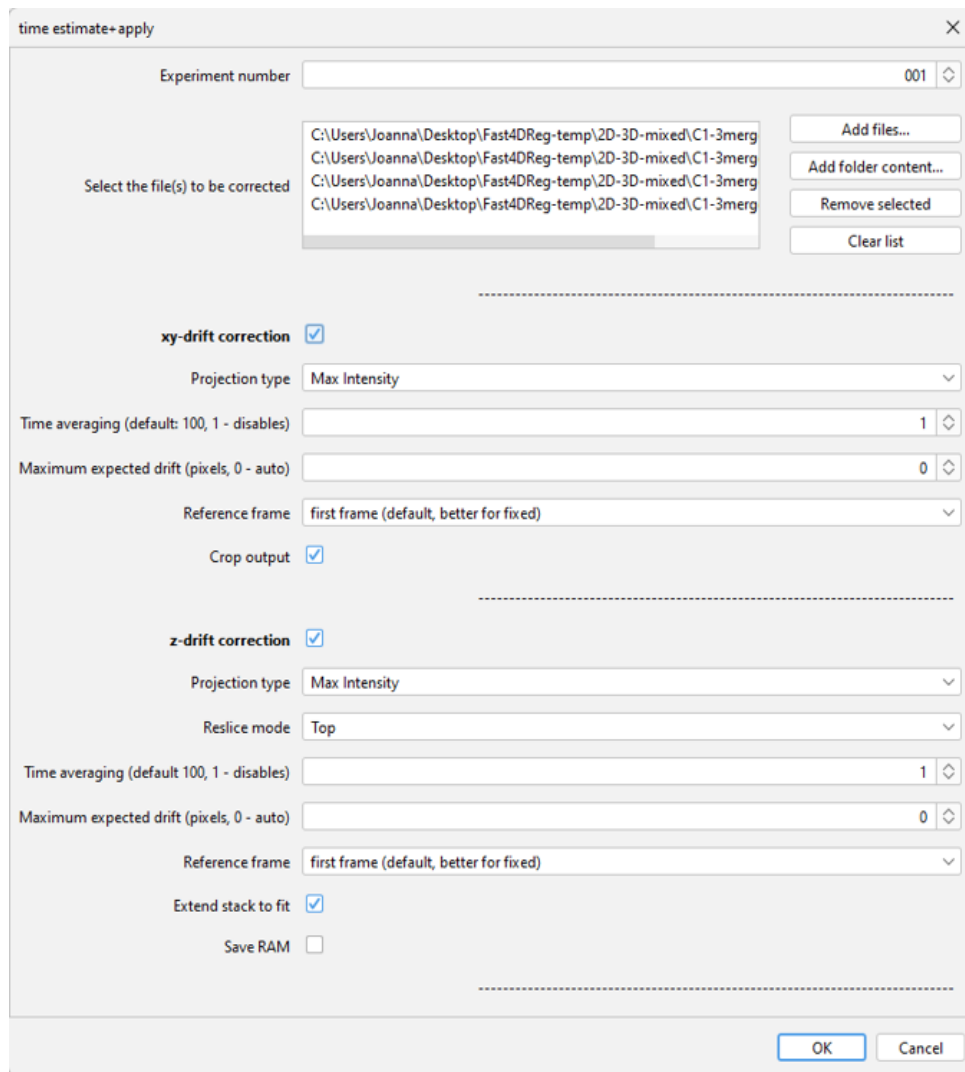 time estimate+apply
Experiment number 001
Select the file(s) to be corrected
C:\Users\Joanna\Desktop\Fast4DReg-temp\2D-3D-mixed\C1-3merg
C:\Users\Joanna\Desktop\Fast4DReg-temp\2D-3D-mixed\C1-3merg
C:\Users\Joanna\Desktop\Fast4DReg-temp\2D-3D-mixed\C1-3merg
C:\Users\Joanna\Desktop\Fast4DReg-temp\2D-3D-mixed\C1-3merg
Add files...
Add folder content...
Remove selected
Clear list
------------------------------------------------------------------------------
xy-drift correction
Projection type Max Intensity
Time averaging (default: 100, 1 - disables) 1
Maximum expected drift (pixels, 0 - auto) 0
Reference frame first frame (default, better for fixed)
Crop output
------------------------------------------------------------------------------
z-drift correction
Projection type Max Intensity
Reslice mode Top
Time averaging (default 100, 1 - disables) 1
Maximum expected drift (pixels, 0 - auto) 0
Reference frame first frame (default, better for fixed)
Extend stack to fit
Save RAM
------------------------------------------------------------------------------
OK Cancel